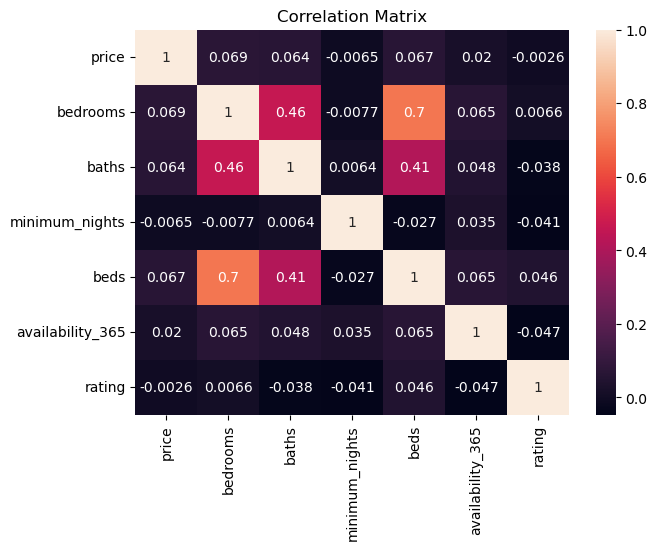 Correlation Matrix
price 1 0.069 0.064 -0.0065 0.067 0.02 -0.0026
bedrooms 0.069 1 0.46 -0.0077 0.7 0.065 0.0066
baths 0.064 0.46 1 0.0064 0.41 0.048 -0.038
minimum_nights -0.0065 -0.0077 0.0064 1 -0.027 0.035 -0.041
beds 0.067 0.7 0.41 -0.027 1 0.065 0.046
availability_365 0.02 0.065 0.048 0.035 0.065 1 -0.047
rating -0.0026 0.0066 -0.038 -0.041 0.046 -0.047 1
price bedrooms baths minimum_nights beds availability_365 rating
1.0
0.8
0.6
0.4
0.2
0.0